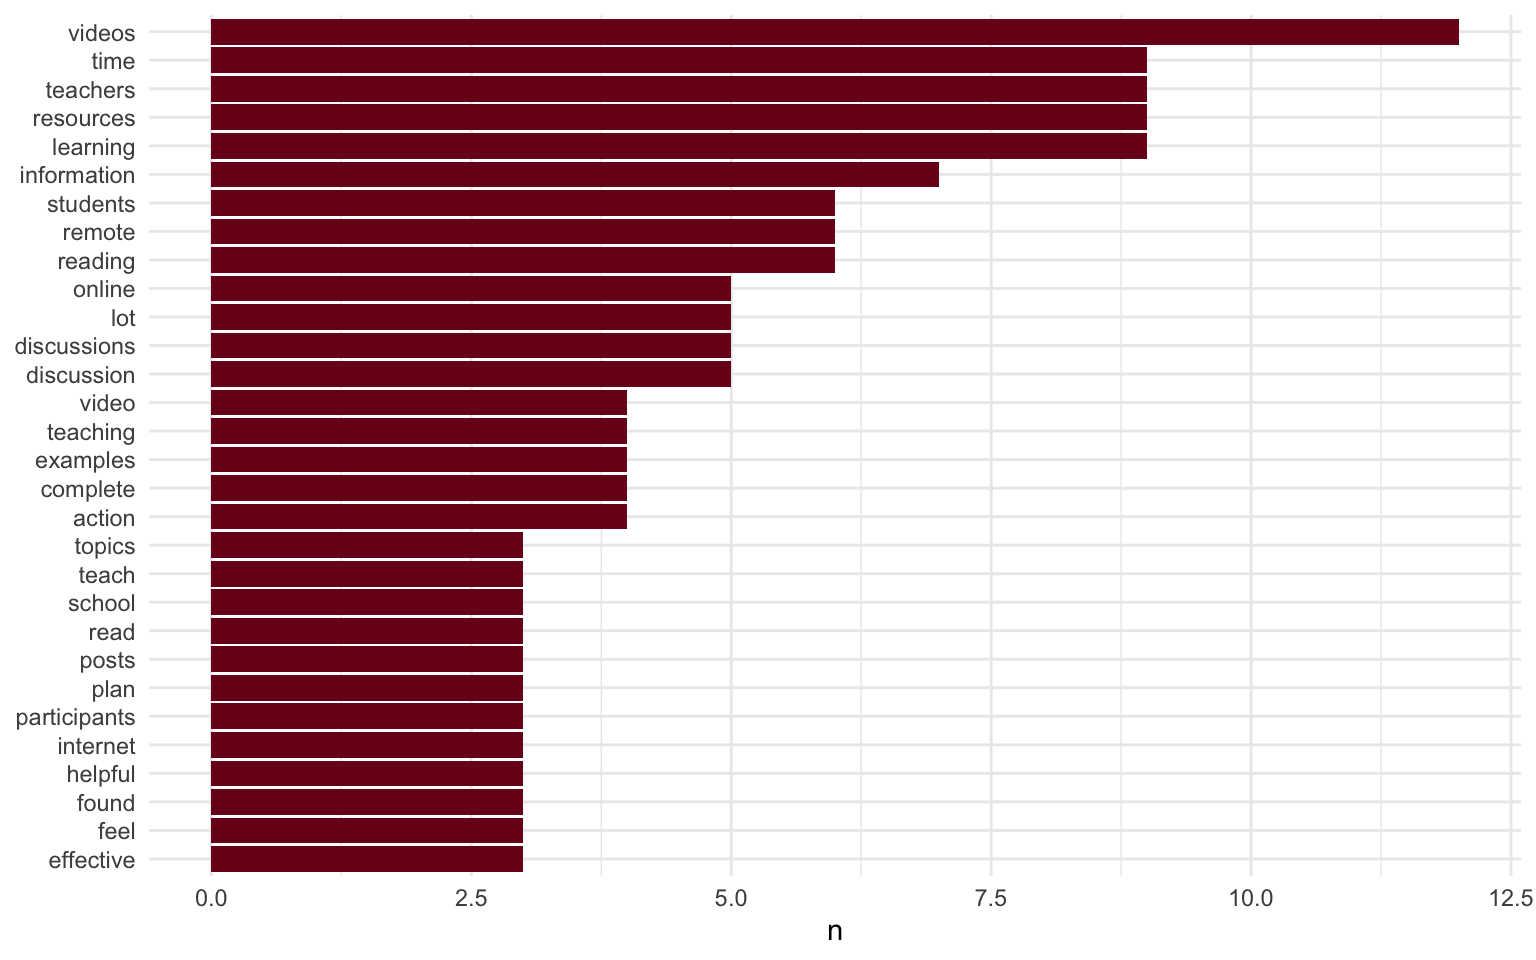 videos
time
teachers
resources
learning
information
students
remote
reading
online
lot
discussions
discussion
video
teaching
examples
complete
action
topics
teach
school
read
posts
plan
participants
internet
helpful
found
feel
effective
0.0 2.5 5.0 7.5 10.0 12.5
n